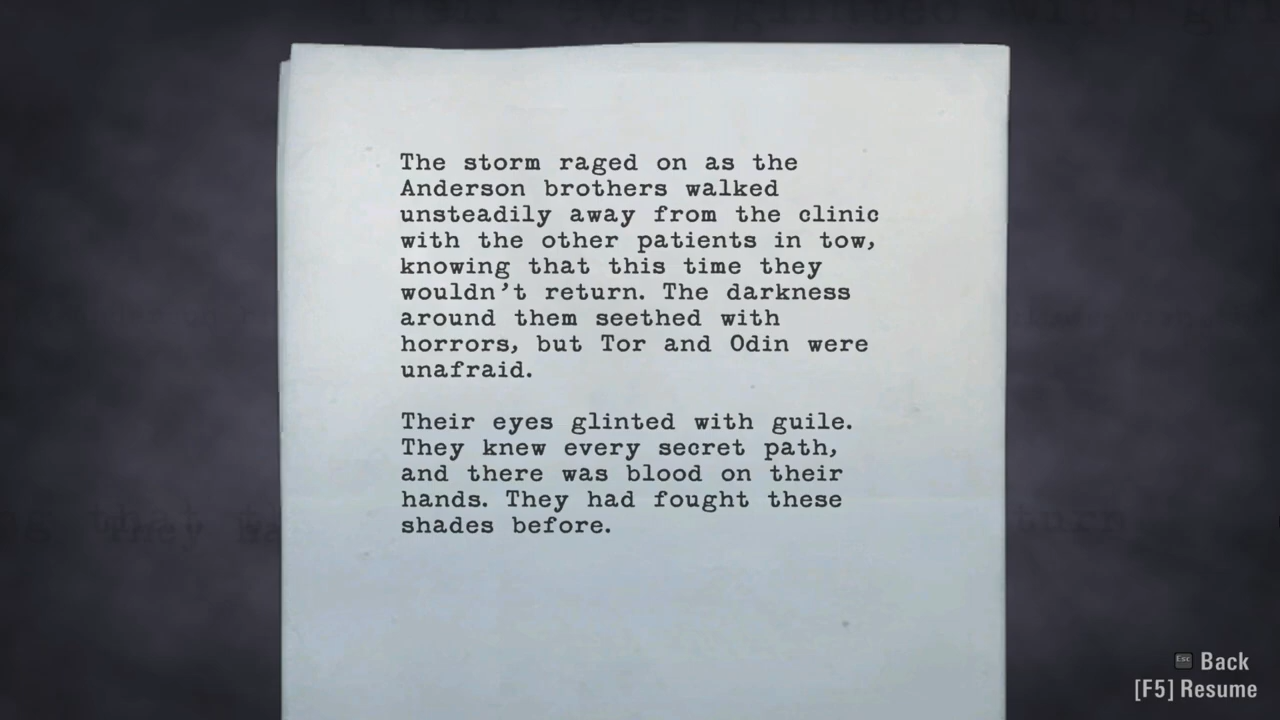 The storm raged on as the
Anderson brothers walked
unsteadily away from the clinic
with the other patients in tow,
knowing that this time they
wouldn't return. The darkness
around them seethed with
horrors, but Tor and Odin were
unafraid.
Their eyes glinted with guile.
They knew every secret path,
and there was blood on their
hands. They had fought these
shades before.
Esc Back
[F5] Resume